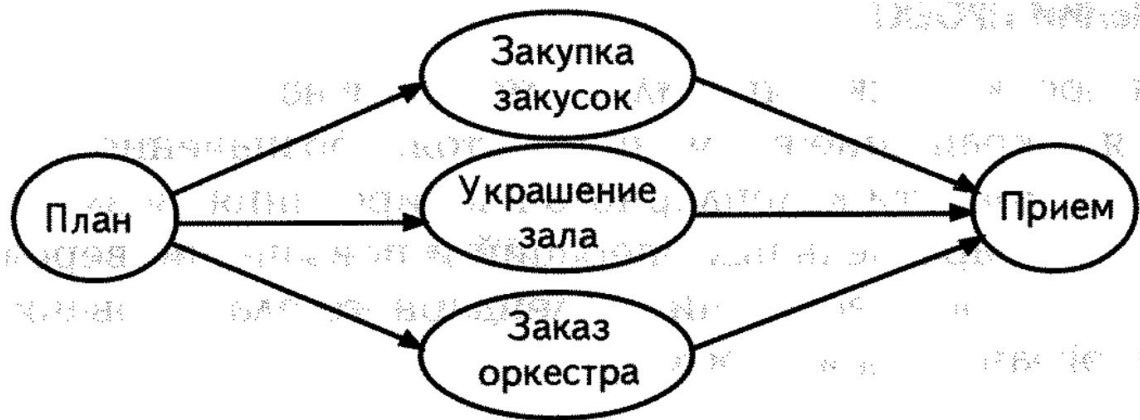 Закупка
закусок
План
Украшение
зала
Прием
Заказ
оркестра